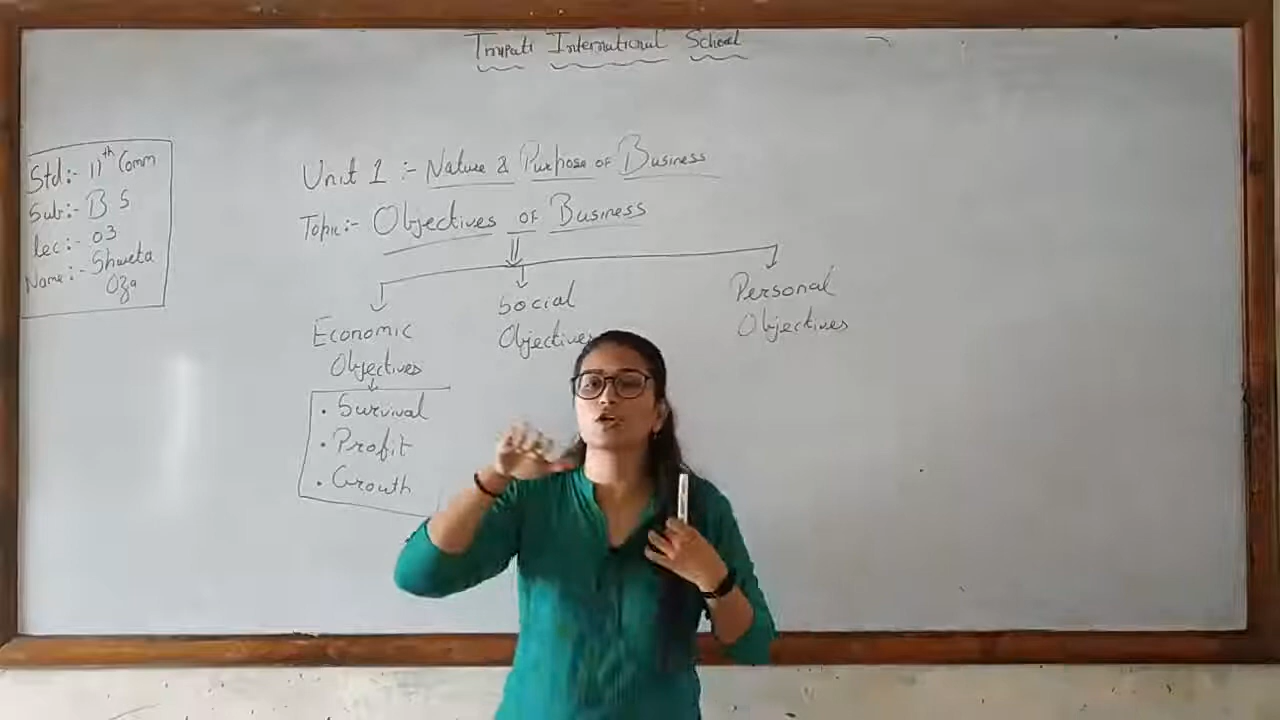 International School
Std:- 11th Comm
Sub:- B S
lec:- 03
Name:- Shweta
Oza
Unit 1 :- Nature & Purpose of Business
Topic:- Objectives of Business
Economic
Objectives
Social
Objectives
Personal
Objectives
• Survival
• Profit
• Growth